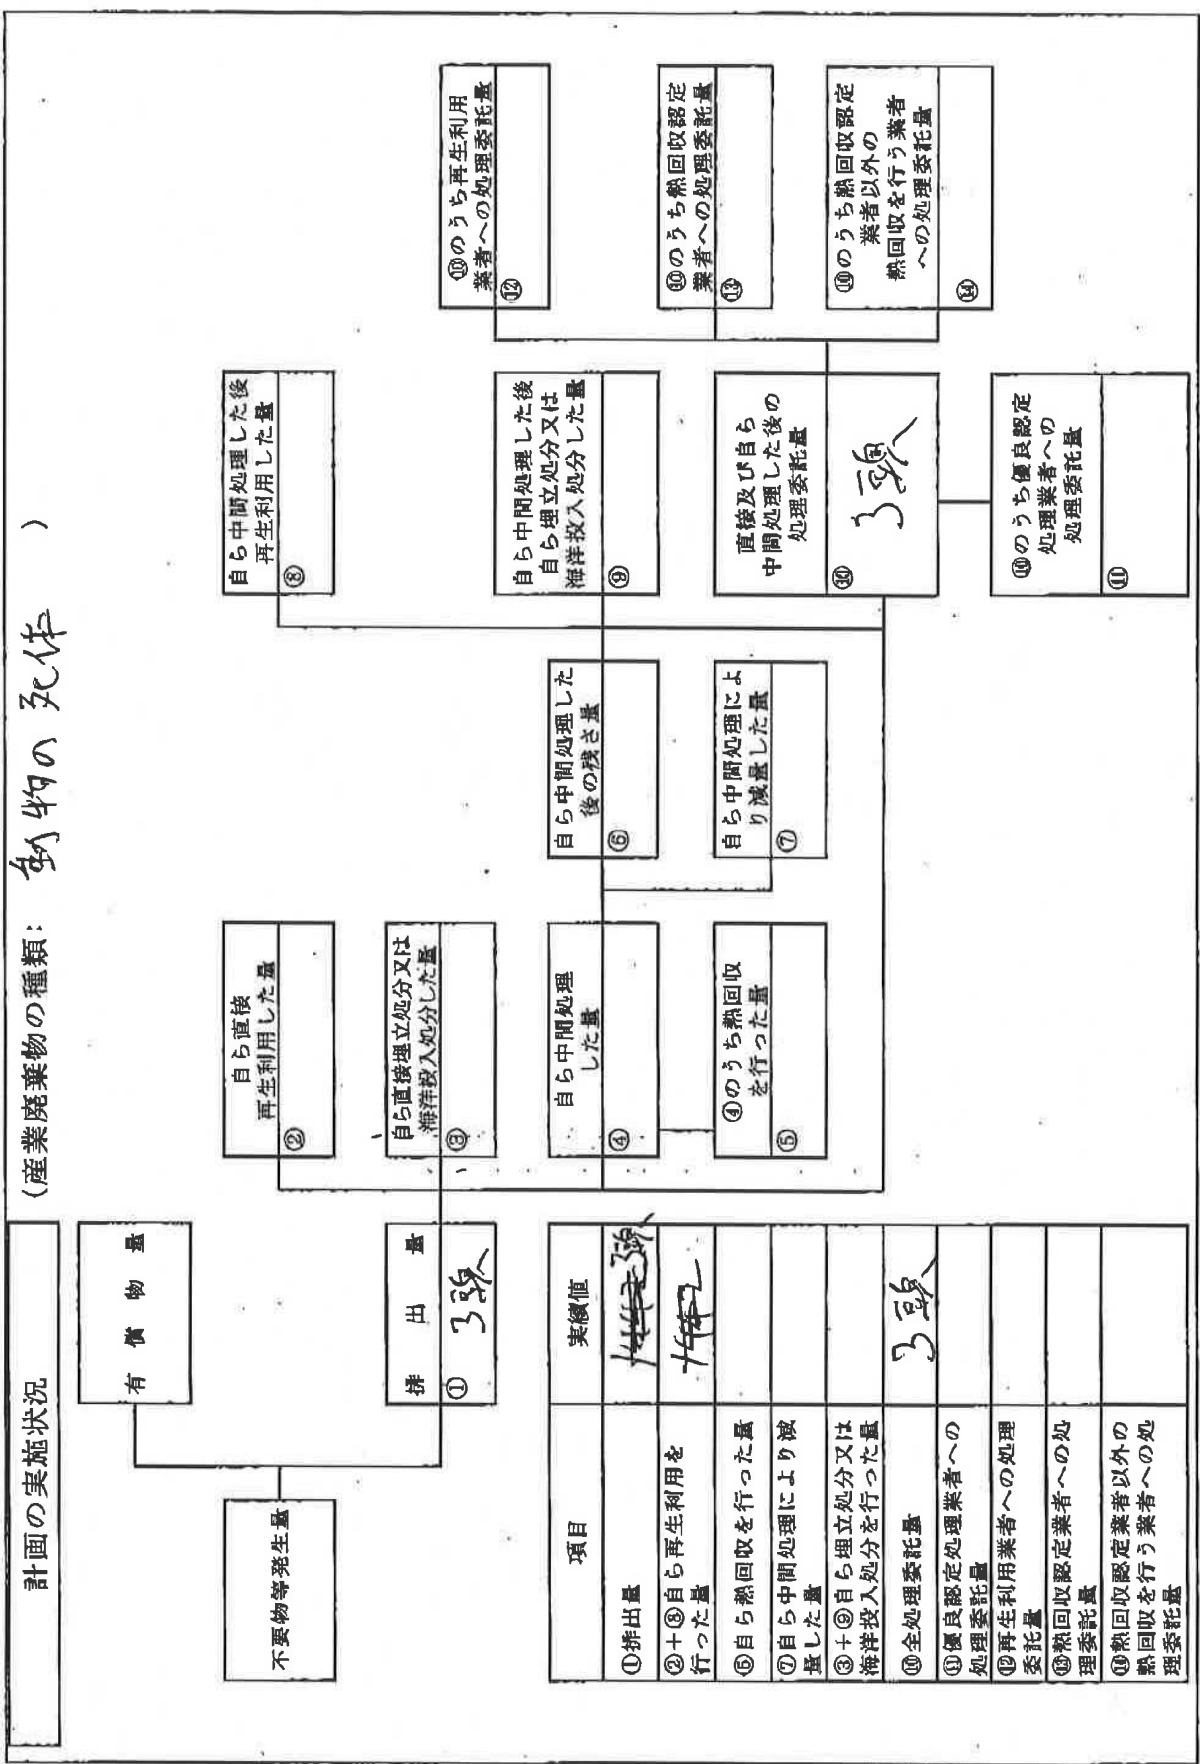 計画の実施状況
(産業廃棄物の種類: 動物の死体 )
不要物等発生量
有償物量
排出量
① 3頭
自ら直接
再生利用した量
②
自ら直接埋立処分又は
海洋投入処分した量
③
自ら中間処理
した量
④
④のうち熱回収
を行った量
⑤
自ら中間処理した
後の残さ量
⑥
自ら中間処理によ
り減量した量
⑦
自ら中間処理した後
再生利用した量
⑧
自ら中間処理した後
自ら埋立処分又は
海洋投入処分した量
⑨
直接及び自ら
中間処理した後の
処理委託量
⑩ 3頭
⑩のうち優良認定
処理業者への
処理委託量
⑪
⑩のうち再生利用
業者への処理委託量
⑫
⑩のうち熱回収認定
業者への処理委託量
⑬
⑩のうち熱回収認定
業者以外の
熱回収を行う業者
への処理委託量
⑭
項目 実績値
①排出量 3頭
②+⑧自ら再生利用を
行った量
⑤自ら熱回収を行った量
⑦自ら中間処理により減
量した量
③+⑨自ら埋立処分又は
海洋投入処分を行った量
⑩全処理委託量 3頭
⑪優良認定処理業者への
処理委託量
⑫再生利用業者への処理
委託量
⑬熱回収認定業者への処
理委託量
⑭熱回収認定業者以外の
熱回収を行う業者への処
理委託量